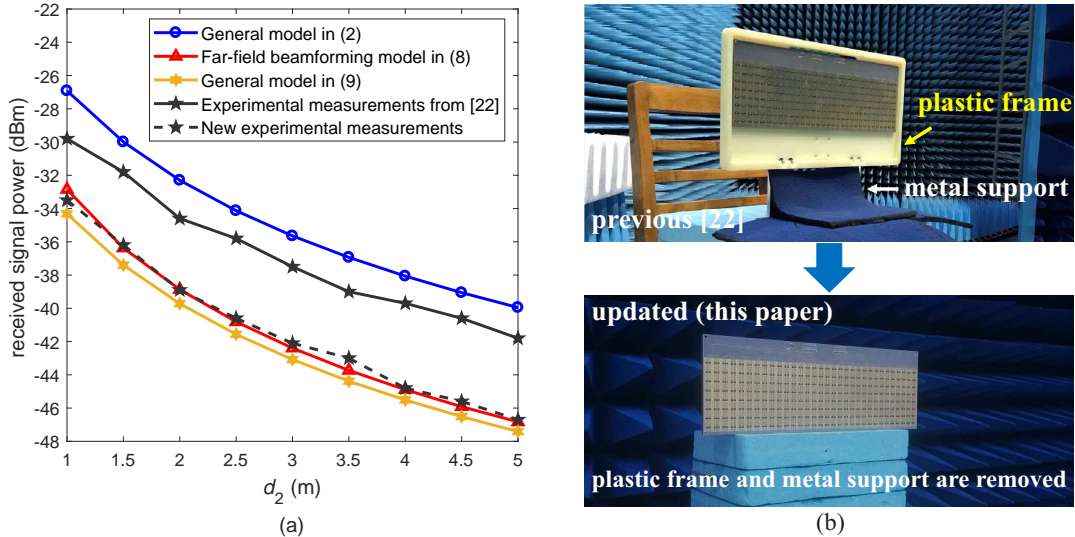 -22
-24
-26
-28
-30
-32
-34
-36
-38
-40
-42
-44
-46
-48
received signal power (dBm)
General model in (2)
Far-field beamforming model in (8)
General model in (9)
Experimental measurements from [22]
New experimental measurements
1 1.5 2 2.5 3 3.5 4 4.5 5
d2 (m)
(a)
plastic frame
metal support
previous [22]
updated (this paper)
plastic frame and metal support are removed
(b)